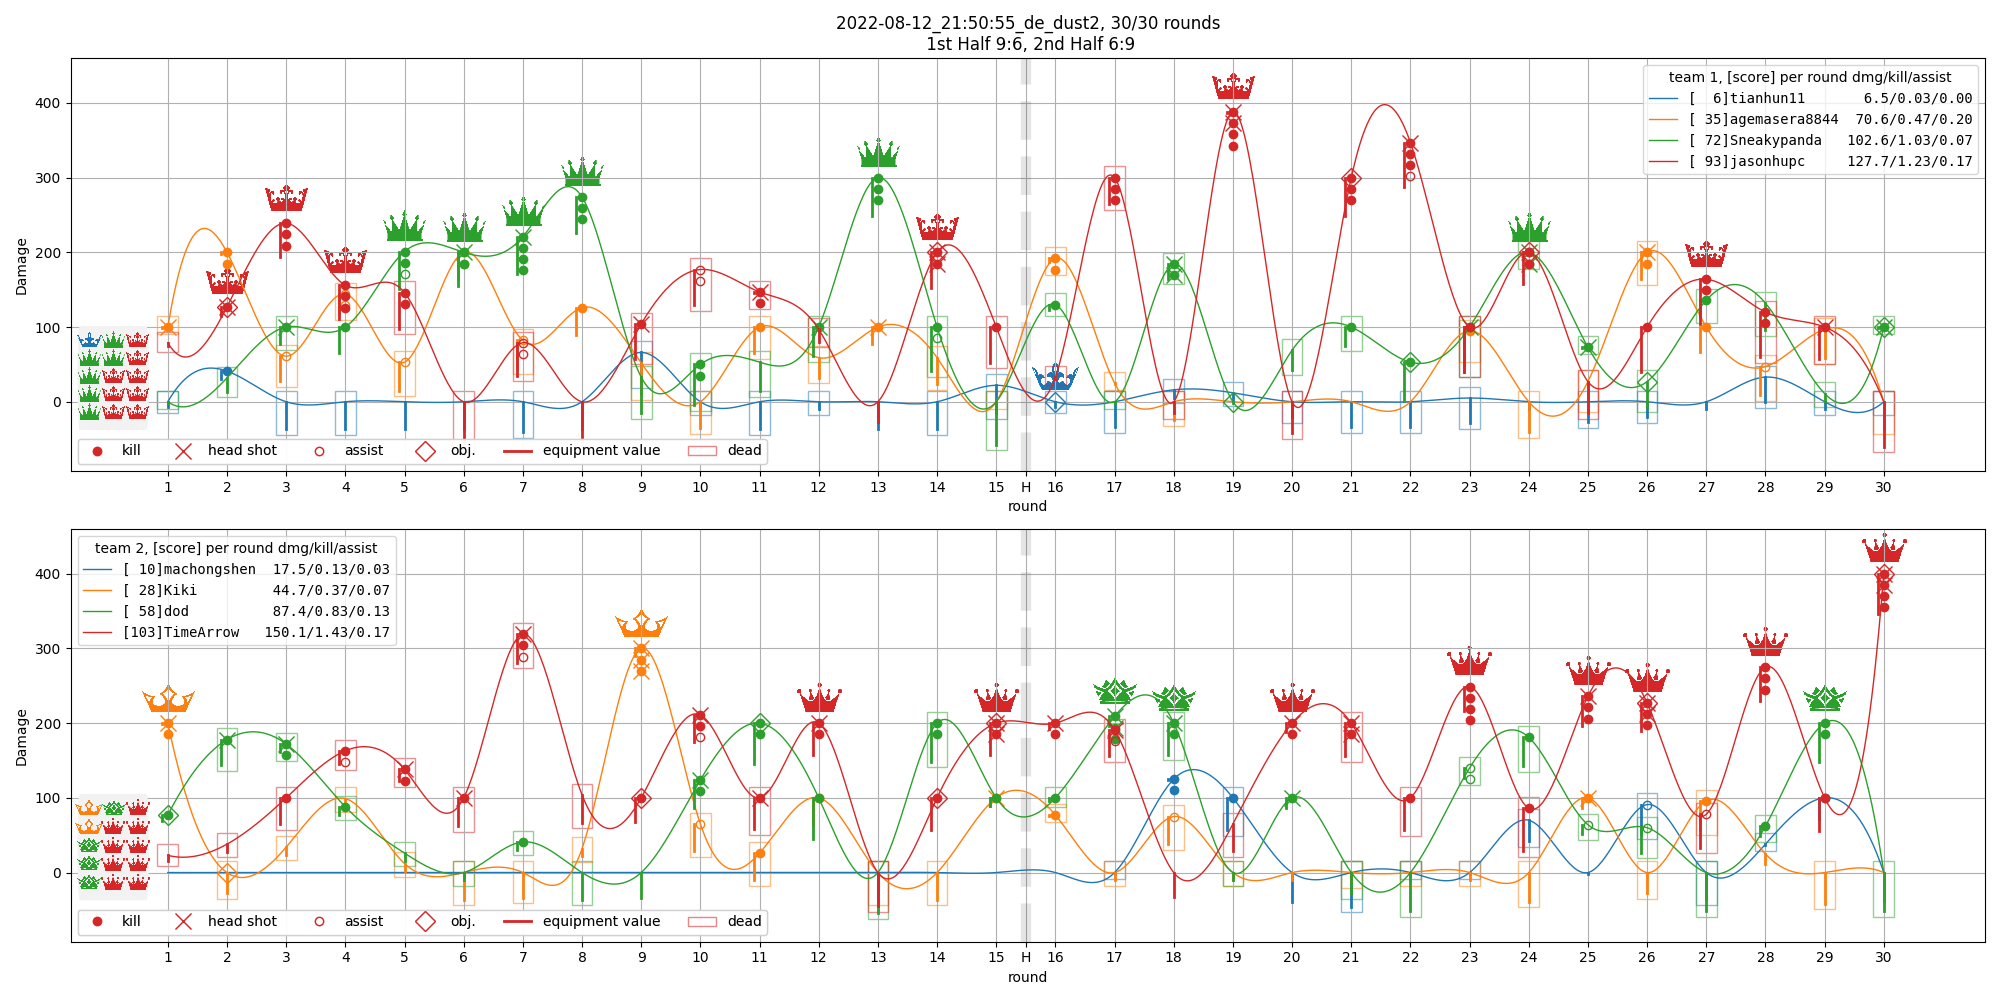 2022-08-12_21:50:55_de_dust2, 30/30 rounds
1st Half 9:6, 2nd Half 6:9
team 1, [score] per round dmg/kill/assist
[  6]tianhun11       6.5/0.03/0.00
[ 35]agemasera8844  70.6/0.47/0.20
[ 72]Sneakypanda   102.6/1.03/0.07
[ 93]jasonhupc     127.7/1.23/0.17
Damage
400
300
200
100
0
kill head shot assist obj. equipment value dead
1 2 3 4 5 6 7 8 9 10 11 12 13 14 15 H 16 17 18 19 20 21 22 23 24 25 26 27 28 29 30
round
team 2, [score] per round dmg/kill/assist
[ 10]machongshen  17.5/0.13/0.03
[ 28]Kiki         44.7/0.37/0.07
[ 58]dod          87.4/0.83/0.13
[103]TimeArrow   150.1/1.43/0.17
Damage
400
300
200
100
0
kill head shot assist obj. equipment value dead
1 2 3 4 5 6 7 8 9 10 11 12 13 14 15 H 16 17 18 19 20 21 22 23 24 25 26 27 28 29 30
round